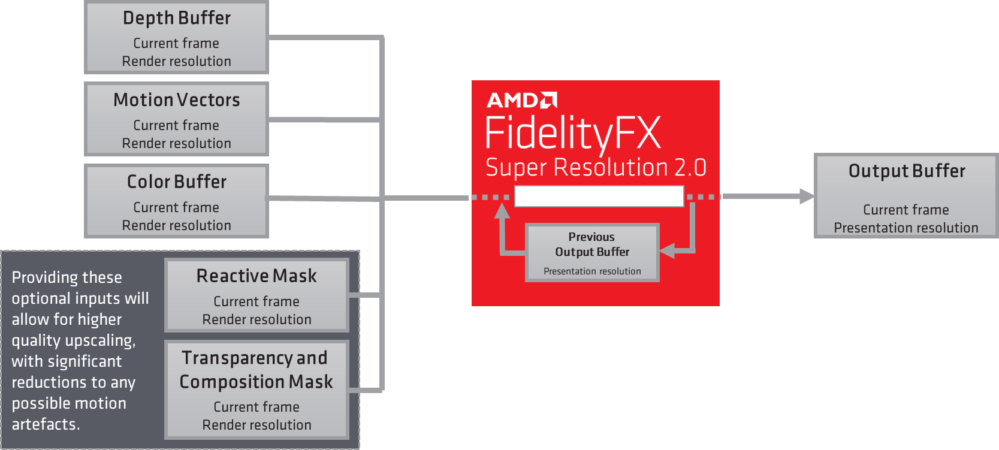 Depth Buffer
Current frame
Render resolution
Motion Vectors
Current frame
Render resolution
Color Buffer
Current frame
Render resolution
Providing these
optional inputs will
allow for higher
quality upscaling,
with significant
reductions to any
possible motion
artefacts.
Reactive Mask
Current frame
Render resolution
Transparency and
Composition Mask
Current frame
Render resolution
AMD
FidelityFX
Super Resolution 2.0
Previous
Output Buffer
Presentation resolution
Output Buffer
Current frame
Presentation resolution